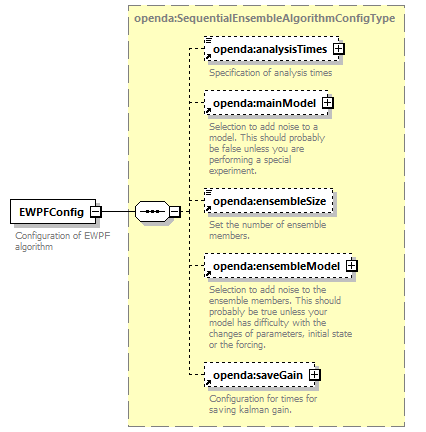 openda:SequentialEnsembleAlgorithmConfigType
openda:analysisTimes
Specification of analysis times
openda:mainModel
Selection to add noise to a
model. This should probably
be false unless you are
performing a special
experiment.
EWPFConfig
Configuration of EWPF
algorithm
openda:ensembleSize
Set the number of ensemble
members.
openda:ensembleModel
Selection to add noise to the
ensemble members. This should
probably be true unless your
model has difficulty with the
changes of parameters, initial state
or the forcing.
openda:saveGain
Configuration for times for
saving kalman gain.